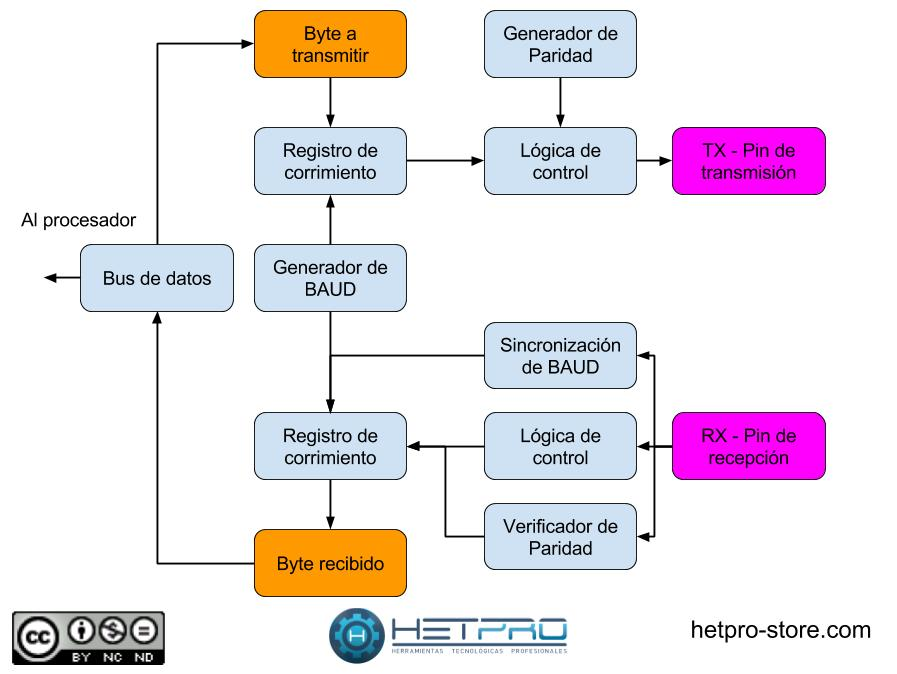 Byte a
transmitir
Generador de
Paridad
Registro de
corrimiento
Lógica de
control
TX - Pin de
transmisión
Al procesador
Bus de datos
Generador de
BAUD
Sincronización
de BAUD
Registro de
corrimiento
Lógica de
control
RX - Pin de
recepción
Verificador de
Paridad
Byte recibido
cc
BY NC ND
HETPRO
HERRAMIENTAS TECNOLÓGICAS PROFESIONALES
hetpro-store.com